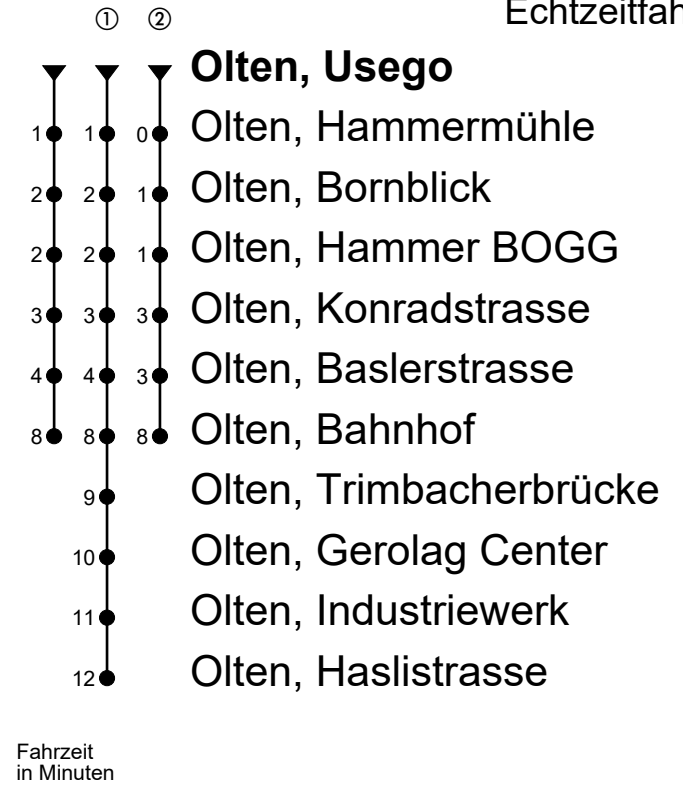 ① ② Echtzeitfah
Olten, Usego
1 1 0 Olten, Hammermühle
2 2 1 Olten, Bornblick
2 2 1 Olten, Hammer BOGG
3 3 3 Olten, Konradstrasse
4 4 3 Olten, Baslerstrasse
8 8 8 Olten, Bahnhof
9 Olten, Trimbacherbrücke
10 Olten, Gerolag Center
11 Olten, Industriewerk
12 Olten, Haslistrasse
Fahrzeit
in Minuten